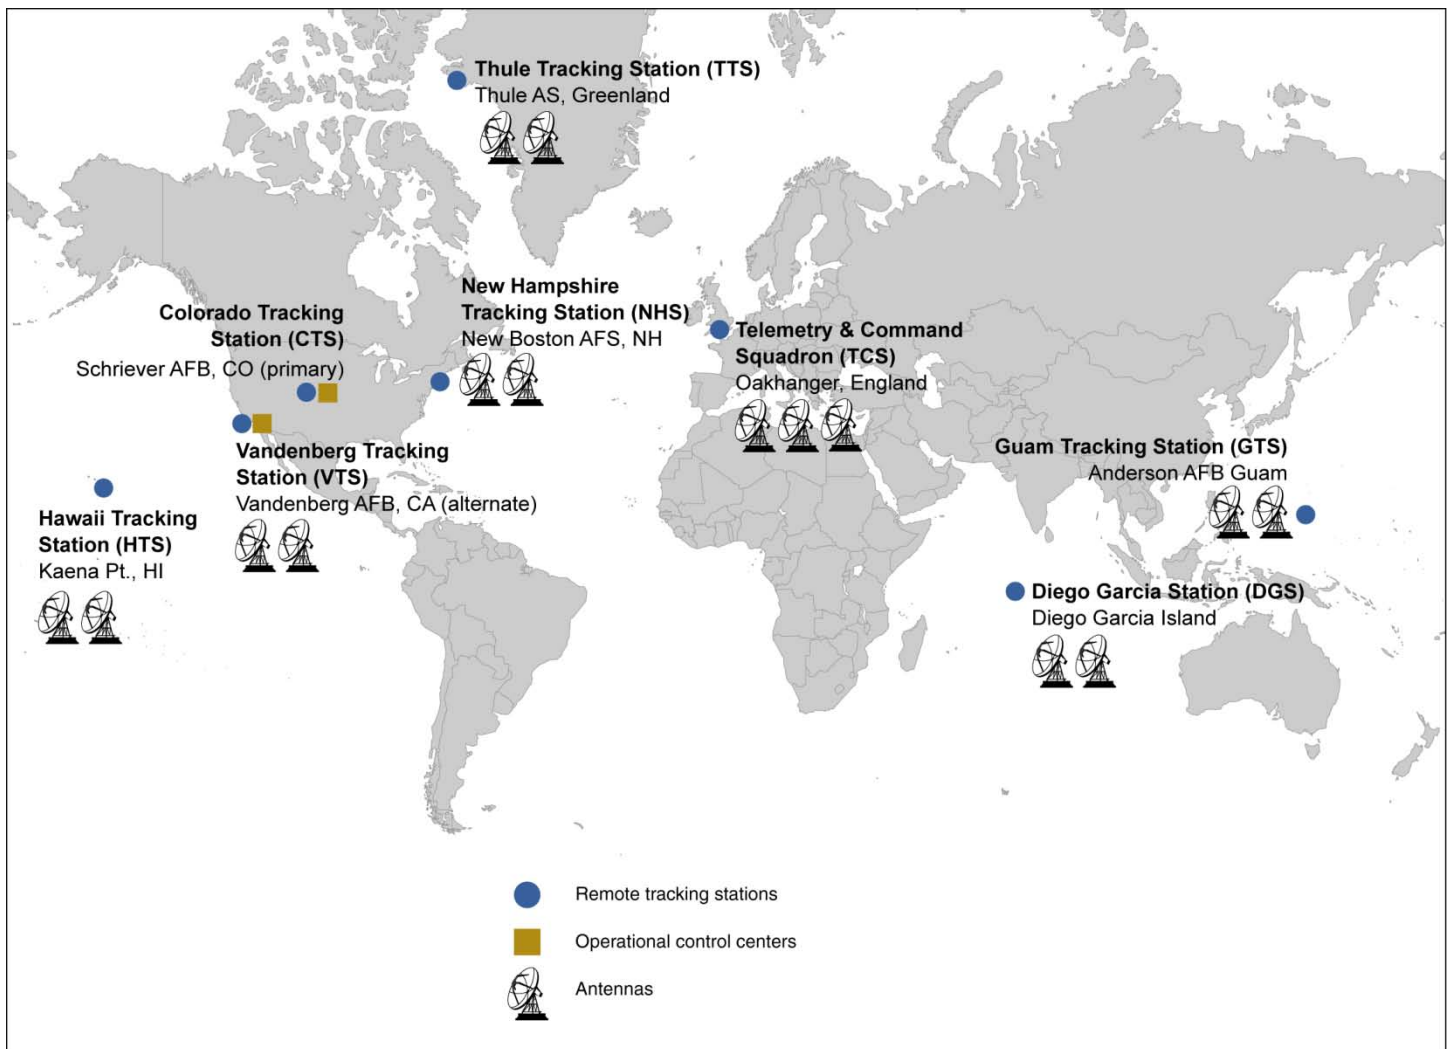 Thule Tracking Station (TTS)
Thule AS, Greenland
New Hampshire
Tracking Station (NHS)
New Boston AFS, NH
Colorado Tracking
Station (CTS)
Schriever AFB, CO (primary)
Telemetry & Command
Squadron (TCS)
Oakhanger, England
Vandenberg Tracking
Station (VTS)
Vandenberg AFB, CA (alternate)
Guam Tracking Station (GTS)
Anderson AFB Guam
Hawaii Tracking
Station (HTS)
Kaena Pt., HI
Diego Garcia Station (DGS)
Diego Garcia Island
Remote tracking stations
Operational control centers
Antennas